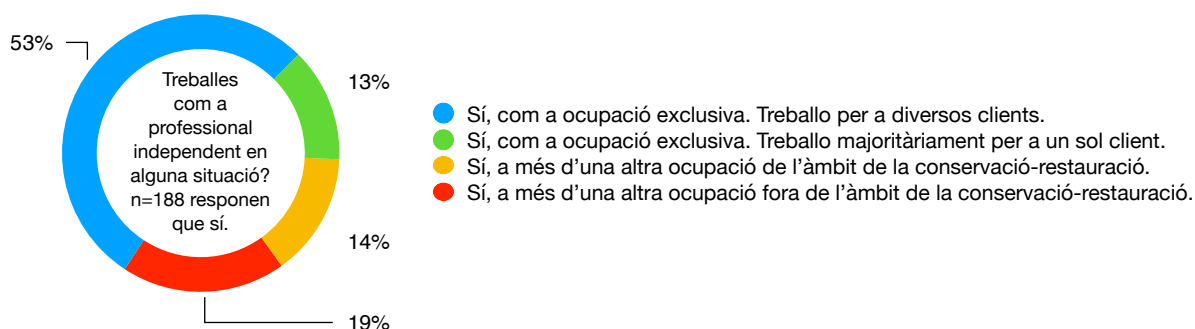 53%
Treballes
com a
professional
independent en
alguna situació?
n=188 responen
que sí.
13%
14%
19%
Sí, com a ocupació exclusiva. Treballo per a diversos clients.
Sí, com a ocupació exclusiva. Treballo majoritàriament per a un sol client.
Sí, a més d’una altra ocupació de l’àmbit de la conservació-restauració.
Sí, a més d’una altra ocupació fora de l’àmbit de la conservació-restauració.